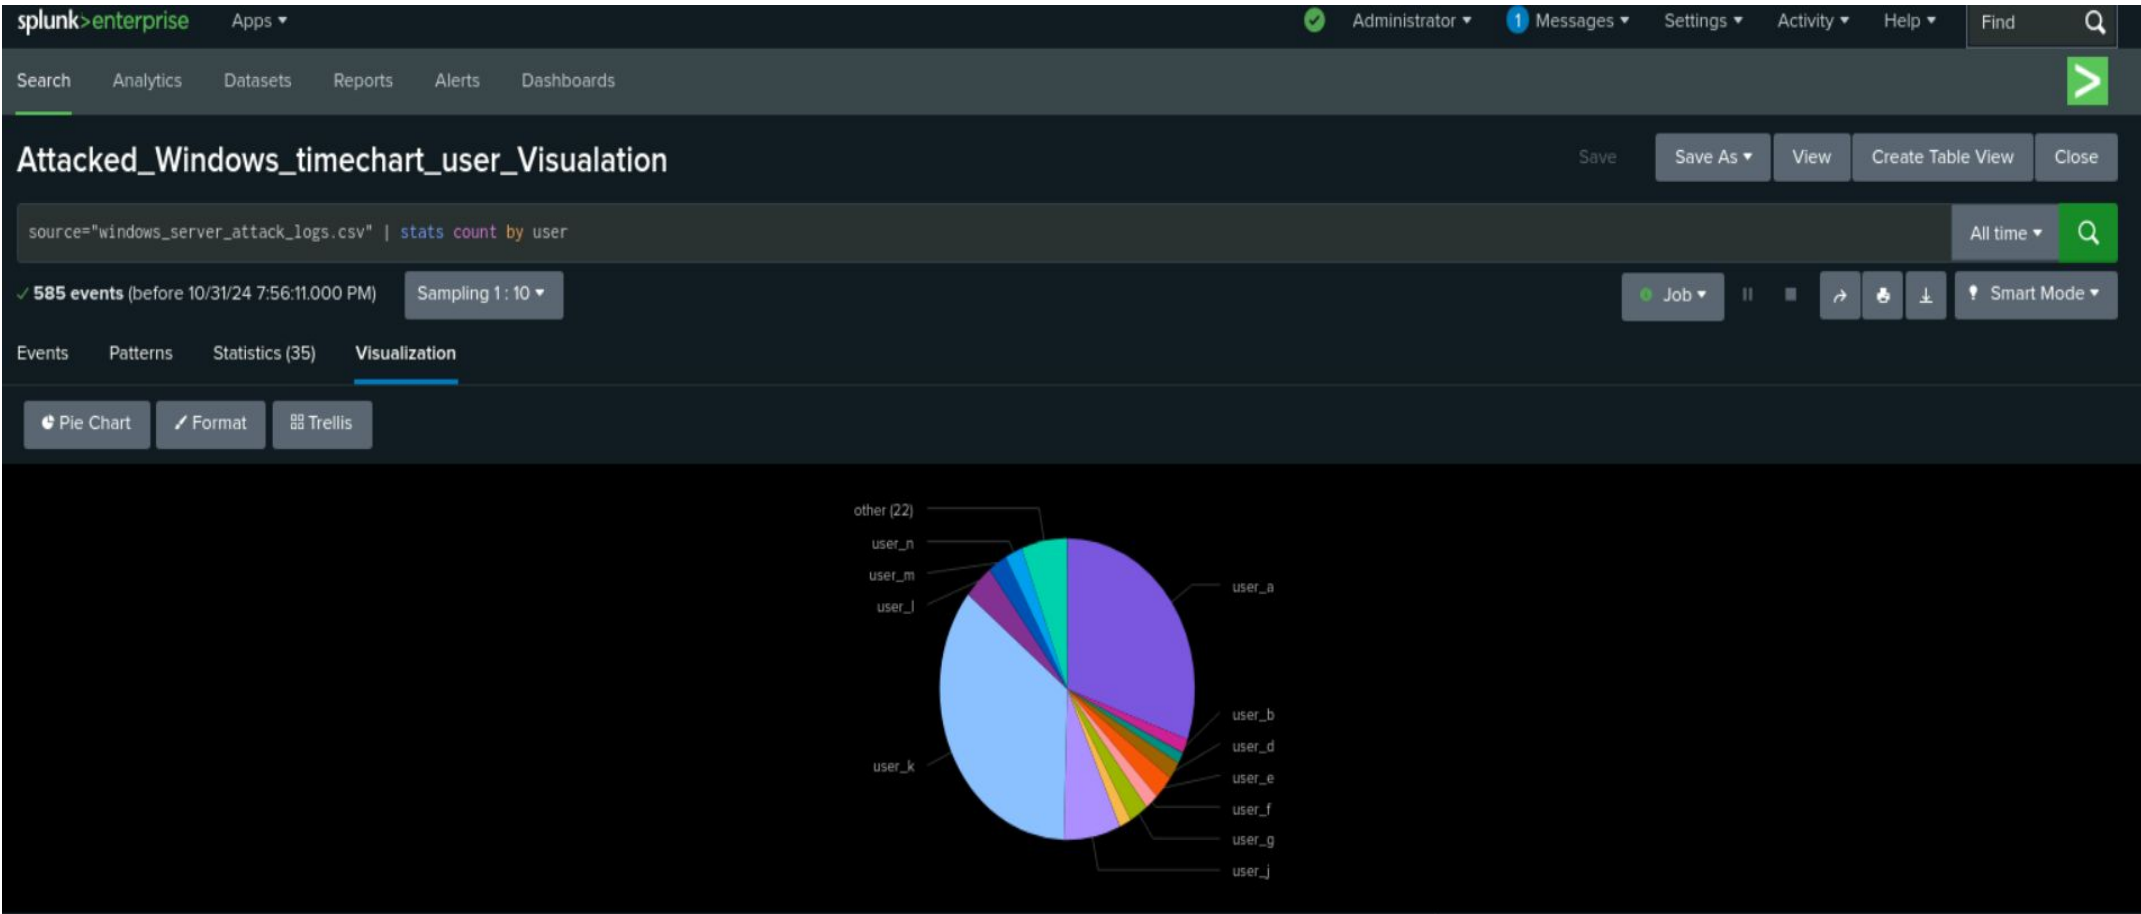 splunk>enterprise Apps Administrator 1 Messages Settings Activity Help Find
Search Analytics Datasets Reports Alerts Dashboards
Attacked_Windows_timechart_user_Visualation Save Save As View Create Table View Close
source="windows_server_attack_logs.csv" | stats count by user All time
585 events (before 10/31/24 7:56:11.000 PM) Sampling 1 : 10 Job Smart Mode
Events Patterns Statistics (35) Visualization
Pie Chart Format Trellis
other (22)
user_n
user_m
user_l
user_k
user_a
user_b
user_d
user_e
user_f
user_g
user_j